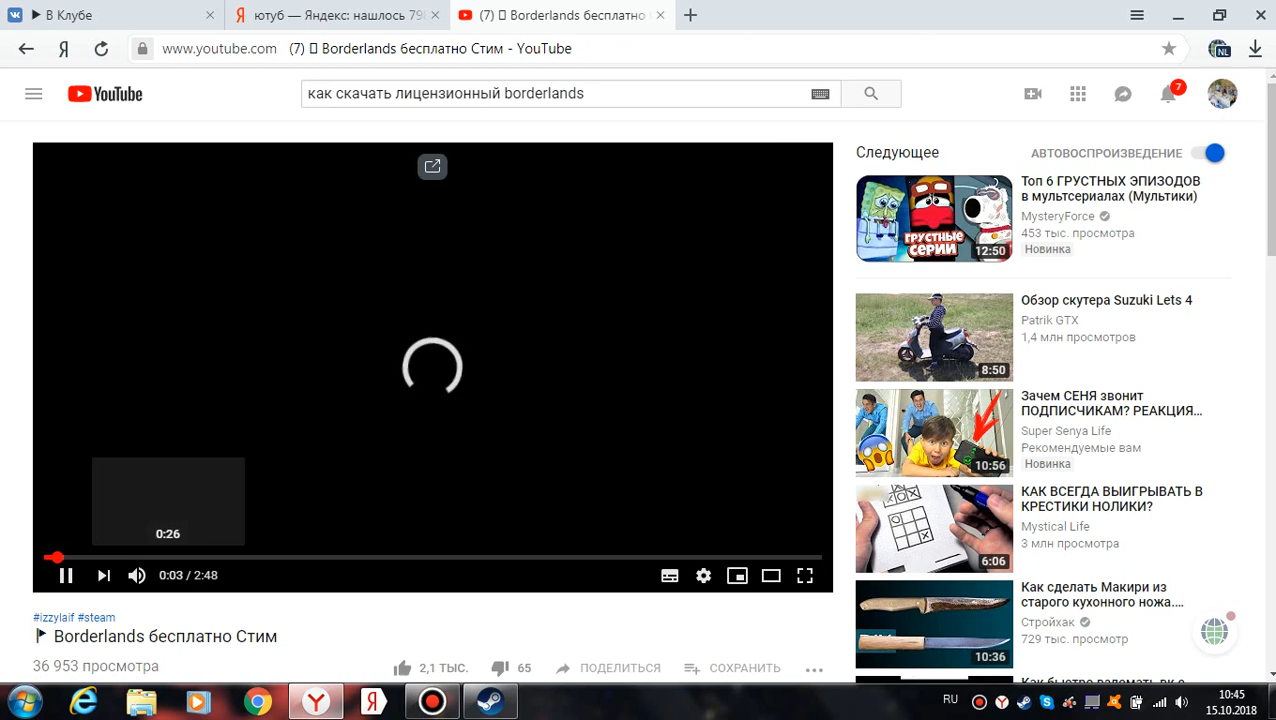 В Клубе
ютуб — Яндекс: нашлось 798
(7) Borderlands бесплатно
www.youtube.com (7) Borderlands бесплатно Стим - YouTube
NL
YouTube
как скачать лицензионный borderlands
7
Следующее
АВТОВОСПРОИЗВЕДЕНИЕ
ГРУСТНЫЕ
СЕРИИ
12:50
Топ 6 ГРУСТНЫХ ЭПИЗОДОВ
в мультсериалах (Мультики)
MysteryForce
453 тыс. просмотра
Новинка
8:50
Обзор скутера Suzuki Lets 4
Patrik GTX
1,4 млн просмотров
10:56
Зачем СЕНЯ звонит
ПОДПИСЧИКАМ? РЕАКЦИЯ...
Super Senya Life
Рекомендуемые вам
Новинка
6:06
КАК ВСЕГДА ВЫИГРЫВАТЬ В
КРЕСТИКИ НОЛИКИ?
Mystical Life
3 млн просмотров
10:36
Как сделать Макири из
старого кухонного ножа....
Стройхак
729 тыс. просмотр
0:26
0:03 / 2:48
#izzylaif #steam
Borderlands бесплатно Стим
36 953 просмотра
2,1 ТЫС.
65
ПОДЕЛИТЬСЯ
СОХРАНИТЬ
RU
10:45
15.10.2018